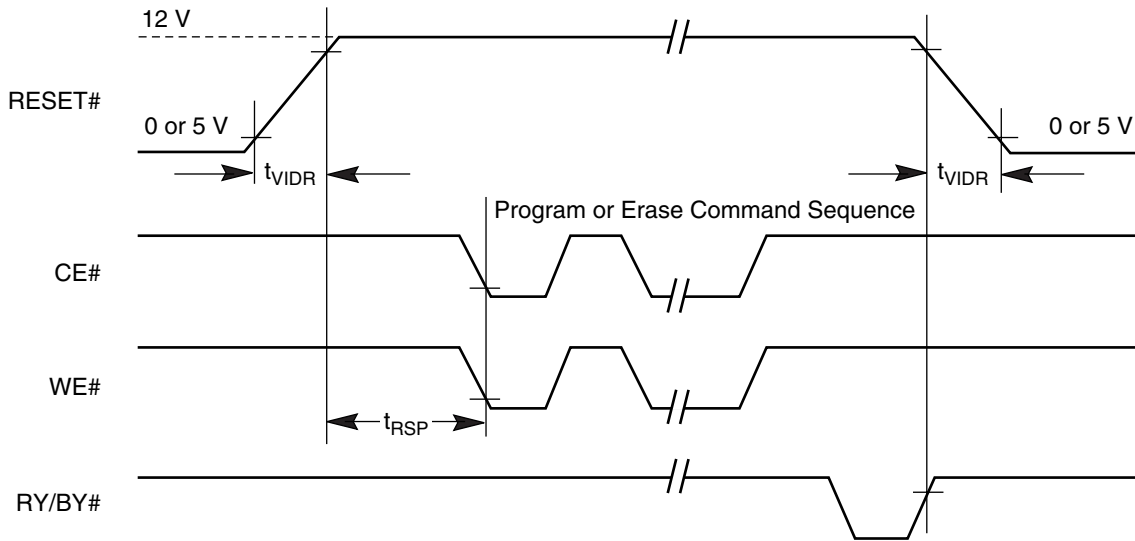 12 V
RESET#
0 or 5 V
0 or 5 V
tVIDR
tVIDR
Program or Erase Command Sequence
CE#
WE#
tRSP
RY/BY#